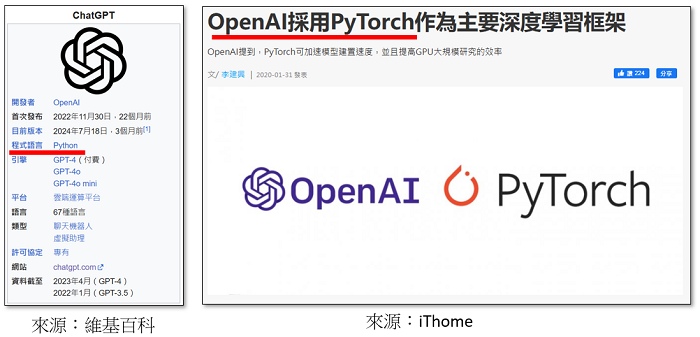 ChatGPT
開發者 OpenAI
首次發布 2022年11月30日,22個月前
目前版本 2024年7月18日,3個月前[1]
程式語言 Python
引擎 GPT-4(付費)
GPT-4o
GPT-4o mini
平台 雲端運算平台
語言 67種語言
類型 聊天機器人
虛擬助理
許可協定 專有
網站 chatgpt.com
資料截至 2023年4月(GPT-4)
2022年1月(GPT-3.5)
來源:維基百科
OpenAI採用PyTorch作為主要深度學習框架
OpenAI提到,PyTorch可加速模型建置速度,並且提高GPU大規模研究的效率
文/ 李建興 | 2020-01-31 發表
讚 224 分享
OpenAI PyTorch
來源:iThome